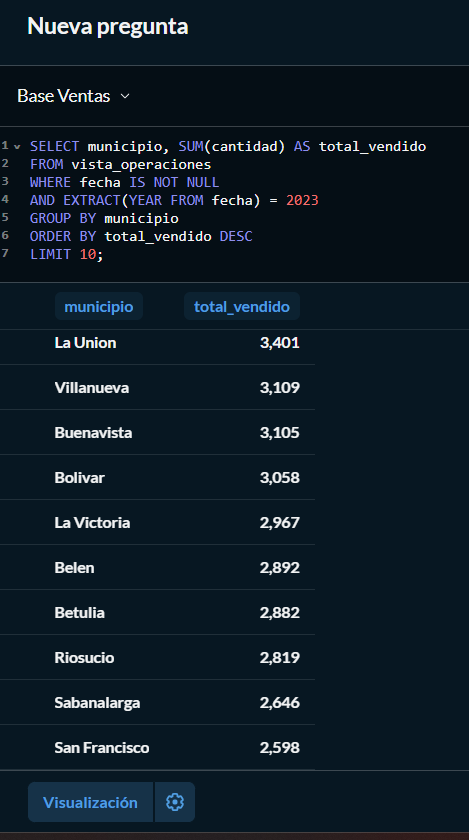 Nueva pregunta
Base Ventas
1 SELECT municipio, SUM(cantidad) AS total_vendido
2 FROM vista_operaciones
3 WHERE fecha IS NOT NULL
4 AND EXTRACT(YEAR FROM fecha) = 2023
5 GROUP BY municipio
6 ORDER BY total_vendido DESC
7 LIMIT 10;
municipio total_vendido
La Union 3,401
Villanueva 3,109
Buenavista 3,105
Bolivar 3,058
La Victoria 2,967
Belen 2,892
Betulia 2,882
Riosucio 2,819
Sabanalarga 2,646
San Francisco 2,598
Visualización